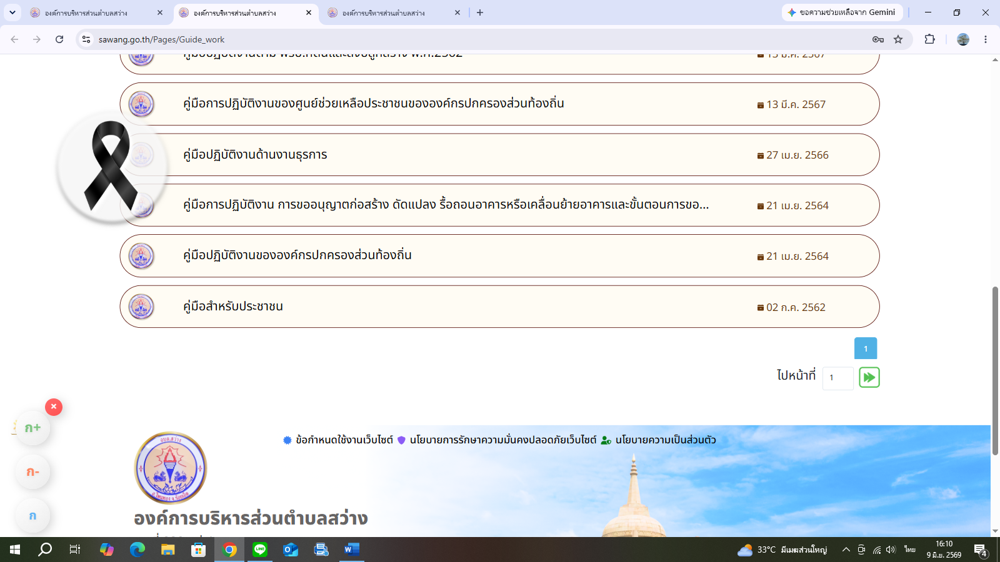 องค์การบริหารส่วนตำบลสว่าง
องค์การบริหารส่วนตำบลสว่าง
องค์การบริหารส่วนตำบลสว่าง
ขอความช่วยเหลือจาก Gemini
sawang.go.th/Pages/Guide_work
คู่มือการปฏิบัติงานของศูนย์ช่วยเหลือประชาชนขององค์กรปกครองส่วนท้องถิ่น
13 มี.ค. 2567
คู่มือปฏิบัติงานด้านงานธุรการ
27 เม.ย. 2566
คู่มือการปฏิบัติงาน การขออนุญาตก่อสร้าง ดัดแปลง รื้อถอนอาคารหรือเคลื่อนย้ายอาคารและขั้นตอนการขอ...
21 เม.ย. 2564
คู่มือปฏิบัติงานขององค์กรปกครองส่วนท้องถิ่น
21 เม.ย. 2564
คู่มือสำหรับประชาชน
02 ก.ค. 2562
1
ไปหน้าที่ 1
ก+
ก-
ก
ข้อกำหนดใช้งานเว็บไซต์ นโยบายการรักษาความมั่นคงปลอดภัยเว็บไซต์ นโยบายความเป็นส่วนตัว
อบต.สว่าง
อ.โพนทอง จ.ร้อยเอ็ด
องค์การบริหารส่วนตำบลสว่าง
33°C มีเมฆส่วนใหญ่
ไทย
16:10
9 มิ.ย. 2569
4